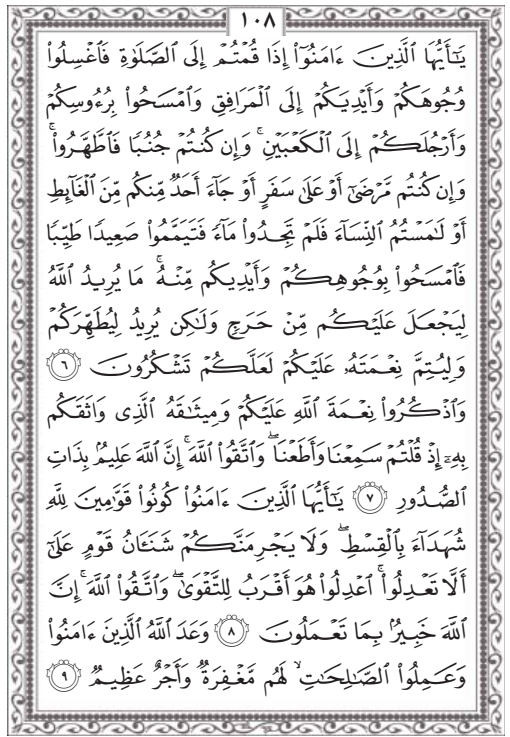 ١٠٨
يَٰٓأَيُّهَا ٱلَّذِينَ ءَامَنُوٓا۟ إِذَا قُمْتُمْ إِلَى ٱلصَّلَوٰةِ فَٱغْسِلُوا۟
وُجُوهَكُمْ وَأَيْدِيَكُمْ إِلَى ٱلْمَرَافِقِ وَٱمْسَحُوا۟ بِرُءُوسِكُمْ
وَأَرْجُلَكُمْ إِلَى ٱلْكَعْبَيْنِ ۚ وَإِن كُنتُمْ جُنُبًا فَٱطَّهَّرُوا۟ ۚ
وَإِن كُنتُم مَّرْضَىٰٓ أَوْ عَلَىٰ سَفَرٍ أَوْ جَآءَ أَحَدٌ مِّنكُم مِّنَ ٱلْغَآئِطِ
أَوْ لَٰمَسْتُمُ ٱلنِّسَآءَ فَلَمْ تَجِدُوا۟ مَآءً فَتَيَمَّمُوا۟ صَعِيدًا طَيِّبًا
فَٱمْسَحُوا۟ بِوُجُوهِكُمْ وَأَيْدِيكُم مِّنْهُ ۚ مَا يُرِيدُ ٱللَّهُ
لِيَجْعَلَ عَلَيْكُم مِّنْ حَرَجٍ وَلَٰكِن يُرِيدُ لِيُطَهِّرَكُمْ
وَلِيُتِمَّ نِعْمَتَهُۥ عَلَيْكُمْ لَعَلَّكُمْ تَشْكُرُونَ ٦
وَٱذْكُرُوا۟ نِعْمَةَ ٱللَّهِ عَلَيْكُمْ وَمِيثَٰقَهُ ٱلَّذِى وَاثَقَكُم
بِهِۦٓ إِذْ قُلْتُمْ سَمِعْنَا وَأَطَعْنَا ۖ وَٱتَّقُوا۟ ٱللَّهَ ۚ إِنَّ ٱللَّهَ عَلِيمٌۢ بِذَاتِ
ٱلصُّدُورِ ٧ يَٰٓأَيُّهَا ٱلَّذِينَ ءَامَنُوا۟ كُونُوا۟ قَوَّٰمِينَ لِلَّهِ
شُهَدَآءَ بِٱلْقِسْطِ ۖ وَلَا يَجْرِمَنَّكُمْ شَنَـَٔانُ قَوْمٍ عَلَىٰٓ
أَلَّا تَعْدِلُوا۟ ۚ ٱعْدِلُوا۟ هُوَ أَقْرَبُ لِلتَّقْوَىٰ ۖ وَٱتَّقُوا۟ ٱللَّهَ ۚ إِنَّ
ٱللَّهَ خَبِيرٌۢ بِمَا تَعْمَلُونَ ٨ وَعَدَ ٱللَّهُ ٱلَّذِينَ ءَامَنُوا۟
وَعَمِلُوا۟ ٱلصَّٰلِحَٰتِ ۙ لَهُم مَّغْفِرَةٌ وَأَجْرٌ عَظِيمٌ ٩